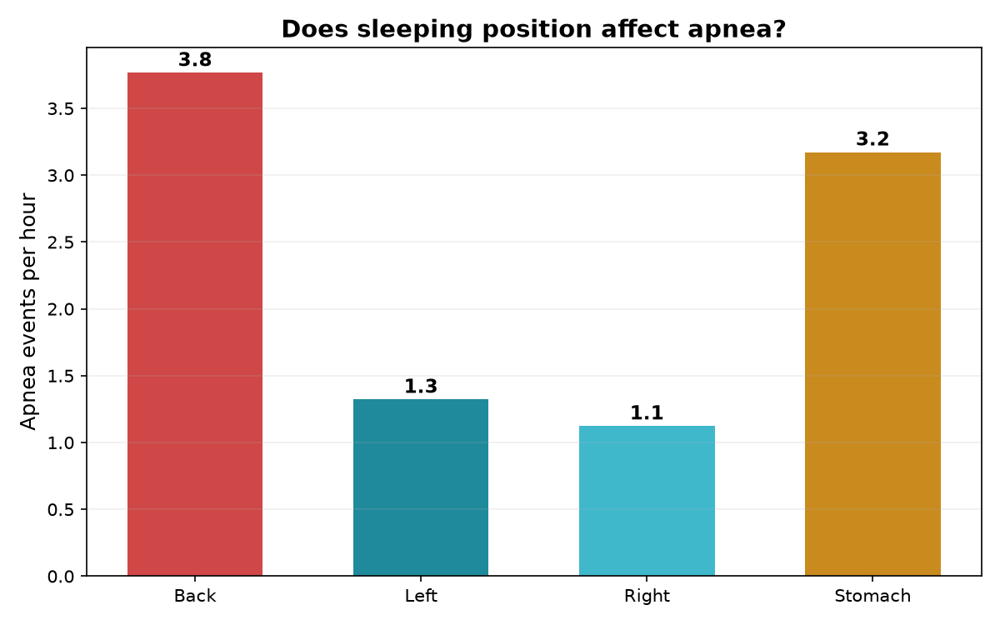 Does sleeping position affect apnea?
3.8
3.2
1.3
1.1
Apnea events per hour
3.5
3.0
2.5
2.0
1.5
1.0
0.5
0.0
Back
Left
Right
Stomach